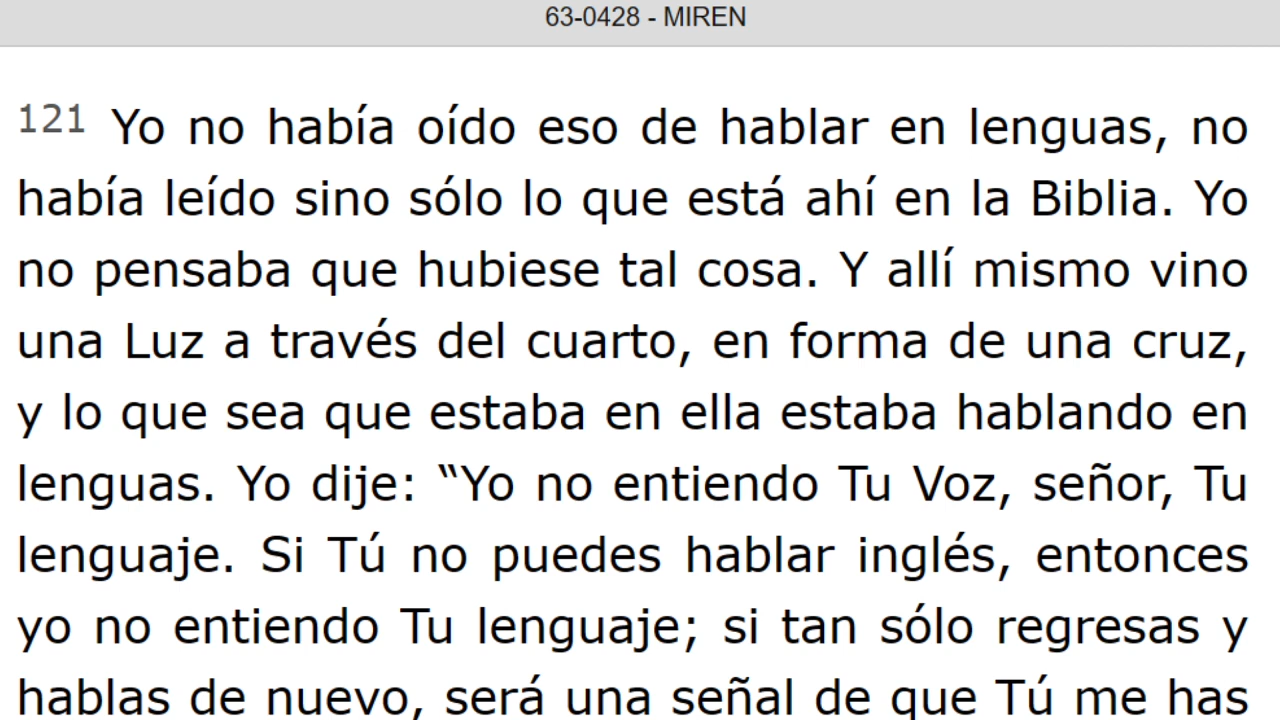 63-0428 - MIREN
121 Yo no había oído eso de hablar en lenguas, no
había leído sino sólo lo que está ahí en la Biblia. Yo
no pensaba que hubiese tal cosa. Y allí mismo vino
una Luz a través del cuarto, en forma de una cruz,
y lo que sea que estaba en ella estaba hablando en
lenguas. Yo dije: “Yo no entiendo Tu Voz, señor, Tu
lenguaje. Si Tú no puedes hablar inglés, entonces
yo no entiendo Tu lenguaje; si tan sólo regresas y
hablas de nuevo, será una señal de que Tú me has